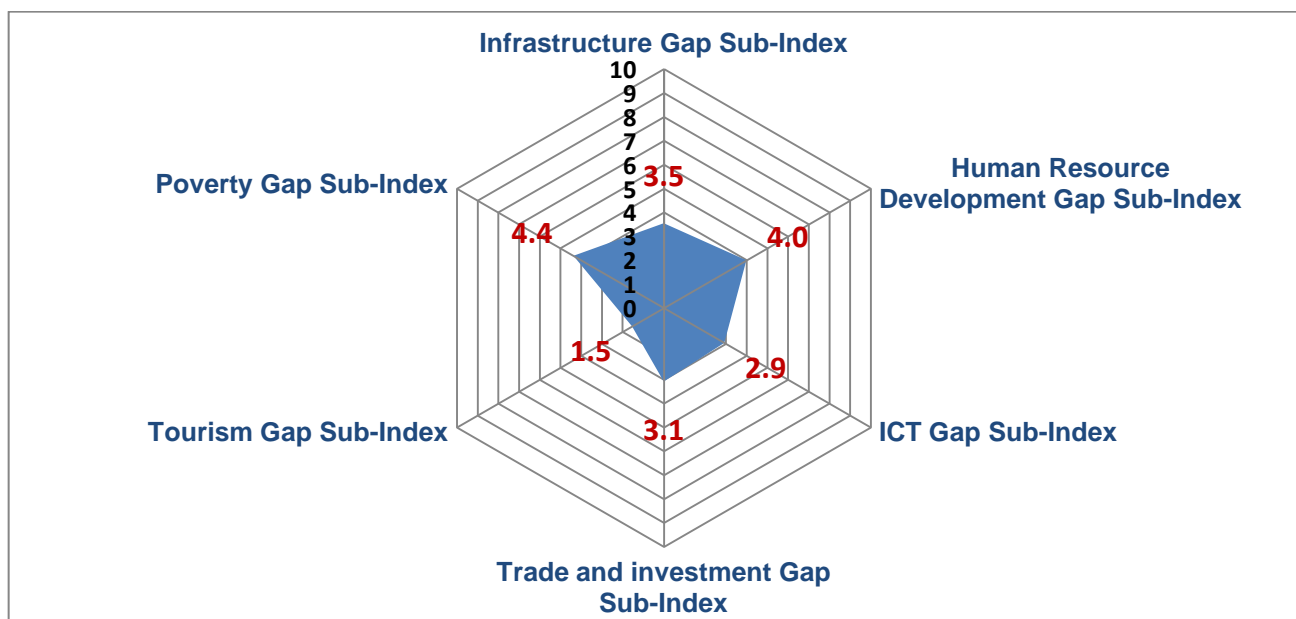 Infrastructure Gap Sub-Index
10
9
8
7
6
5
4
3
2
1
0
3.5
Human Resource
Development Gap Sub-Index
4.0
Poverty Gap Sub-Index
4.4
1.5
2.9
Tourism Gap Sub-Index
3.1
ICT Gap Sub-Index
Trade and investment Gap
Sub-Index